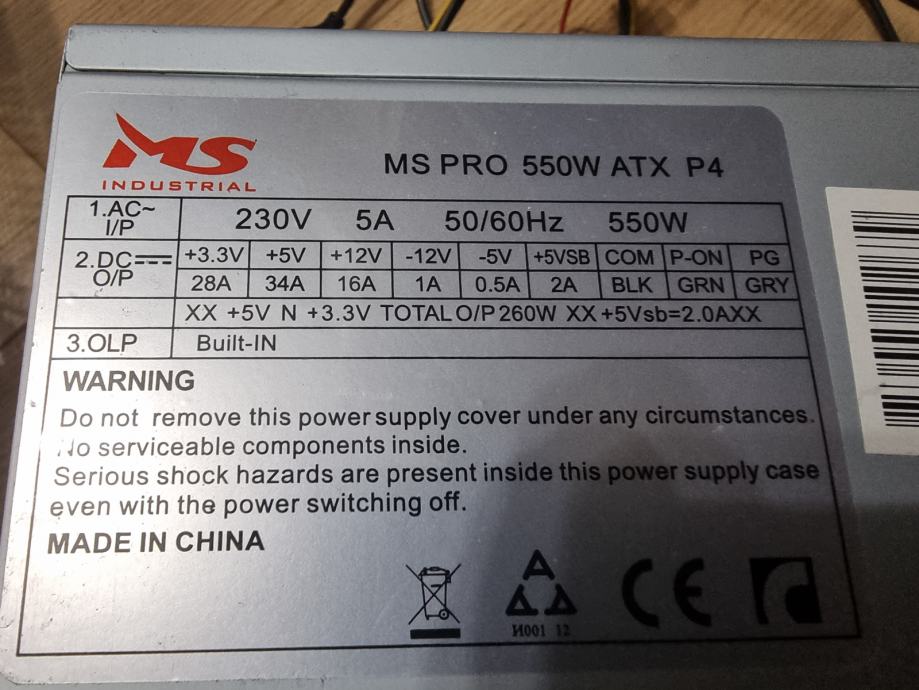 MS
INDUSTRIAL
MS PRO 550W ATX P4
1.AC~ I/P 230V 5A 50/60Hz 550W
2.DC O/P +3.3V +5V +12V -12V -5V +5VSB COM P-ON PG
28A 34A 16A 1A 0.5A 2A BLK GRN GRY
XX +5V N +3.3V TOTAL O/P 260W XX +5Vsb=2.0AXX
3.OLP Built-IN
WARNING
Do not remove this power supply cover under any circumstances.
No serviceable components inside.
Serious shock hazards are present inside this power supply case
even with the power switching off.
MADE IN CHINA
A
A A
И001 12
CE